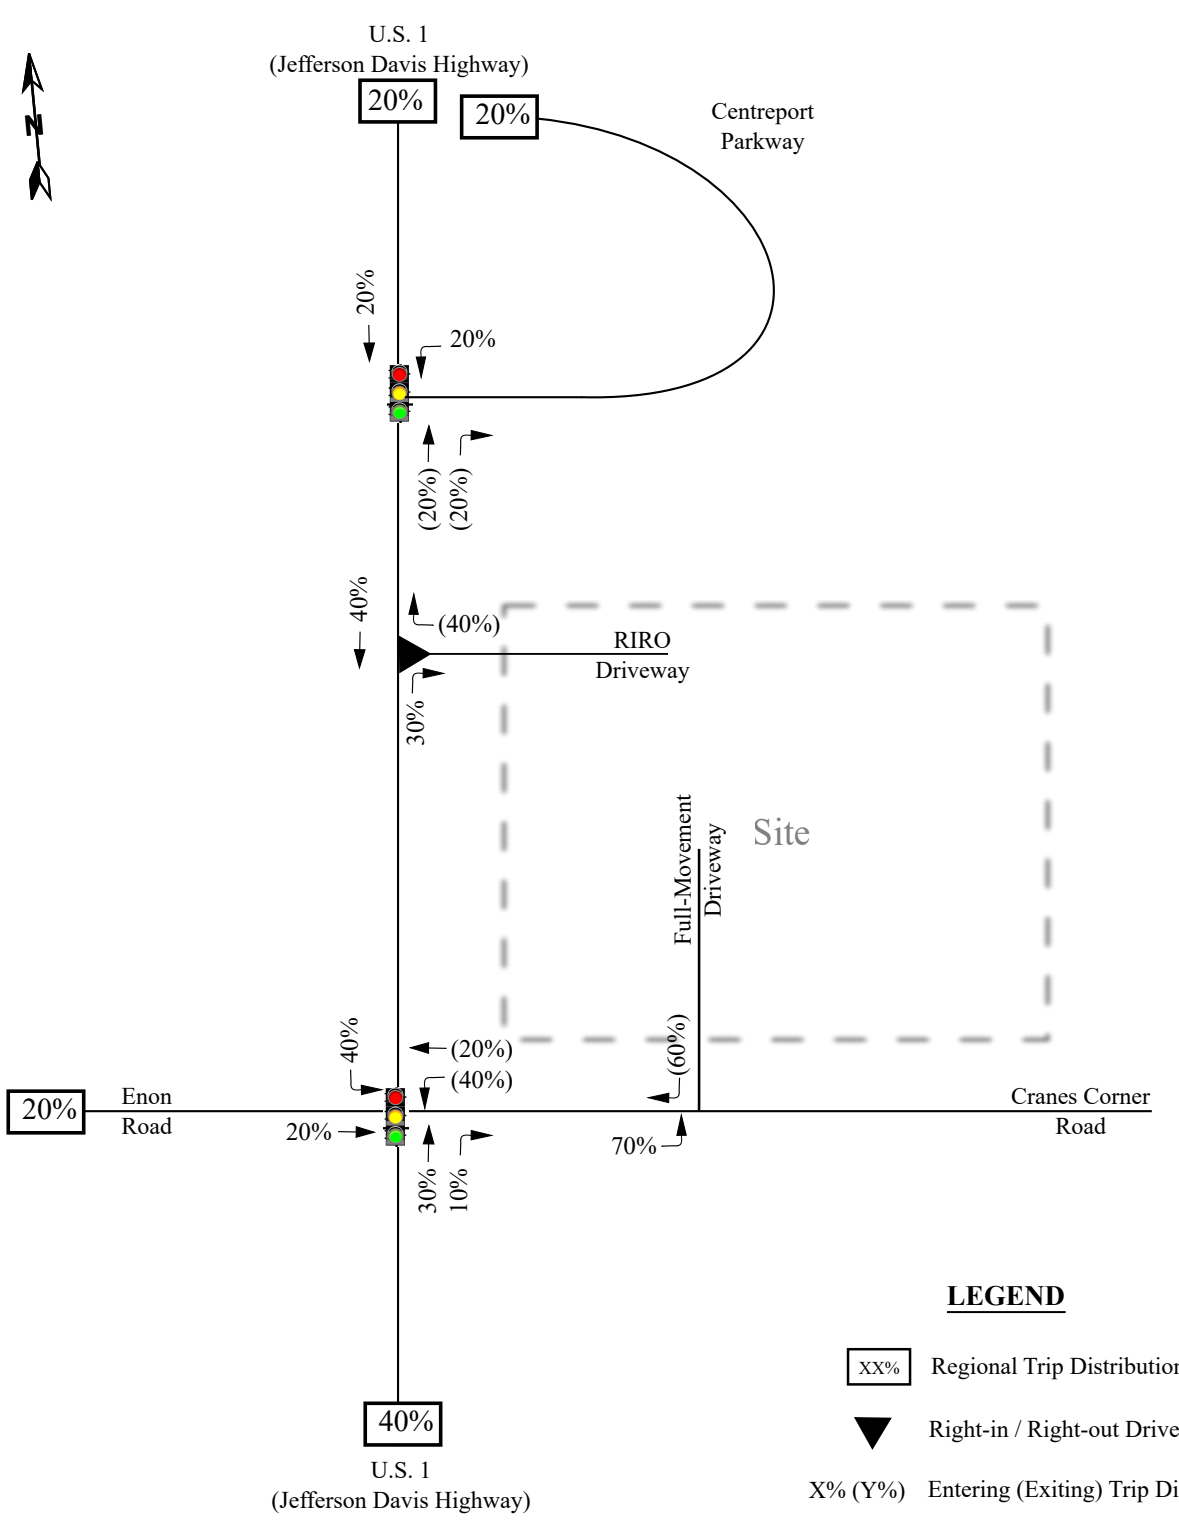 U.S. 1
(Jefferson Davis Highway)
20%
20%
Centreport
Parkway
N
20%
20%
(20%)
(20%)
40%
(40%)
RIRO
Driveway
30%
Site
Full-Movement
Driveway
40%
(20%)
(40%)
(60%)
20%
Enon
Road
Cranes Corner
Road
20%
30%
10%
70%
LEGEND
XX% Regional Trip Distribution
Right-in / Right-out Drive
X% (Y%) Entering (Exiting) Trip Di
40%
U.S. 1
(Jefferson Davis Highway)